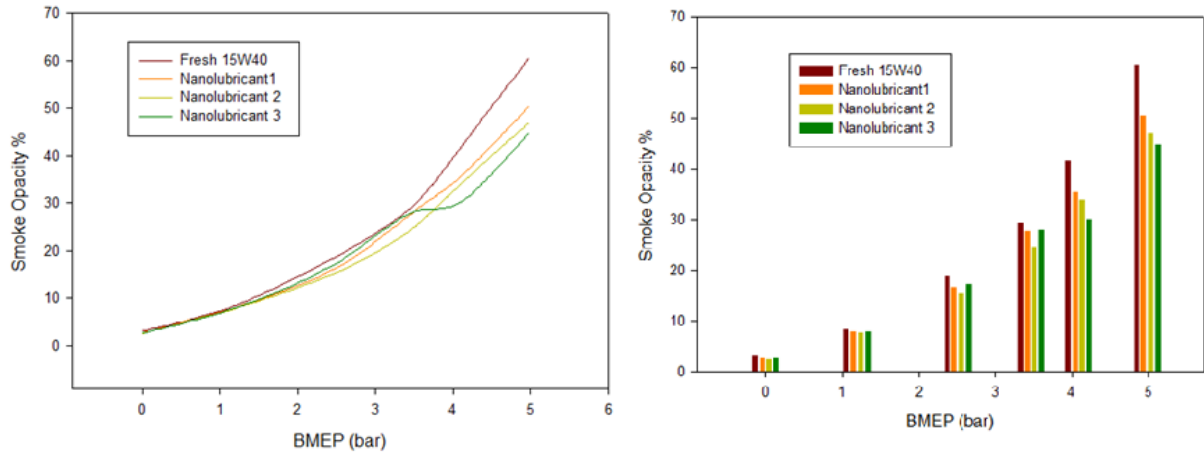 70
60
50
40
30
20
10
0
Smoke Opacity %
Fresh 15W40
Nanolubricant1
Nanolubricant 2
Nanolubricant 3
0 1 2 3 4 5 6
BMEP (bar)
70
60
50
40
30
20
10
0
Smoke Opacity %
Fresh 15W40
Nanolubricant1
Nanolubricant 2
Nanolubricant 3
0 1 2 3 4 5
BMEP (bar)